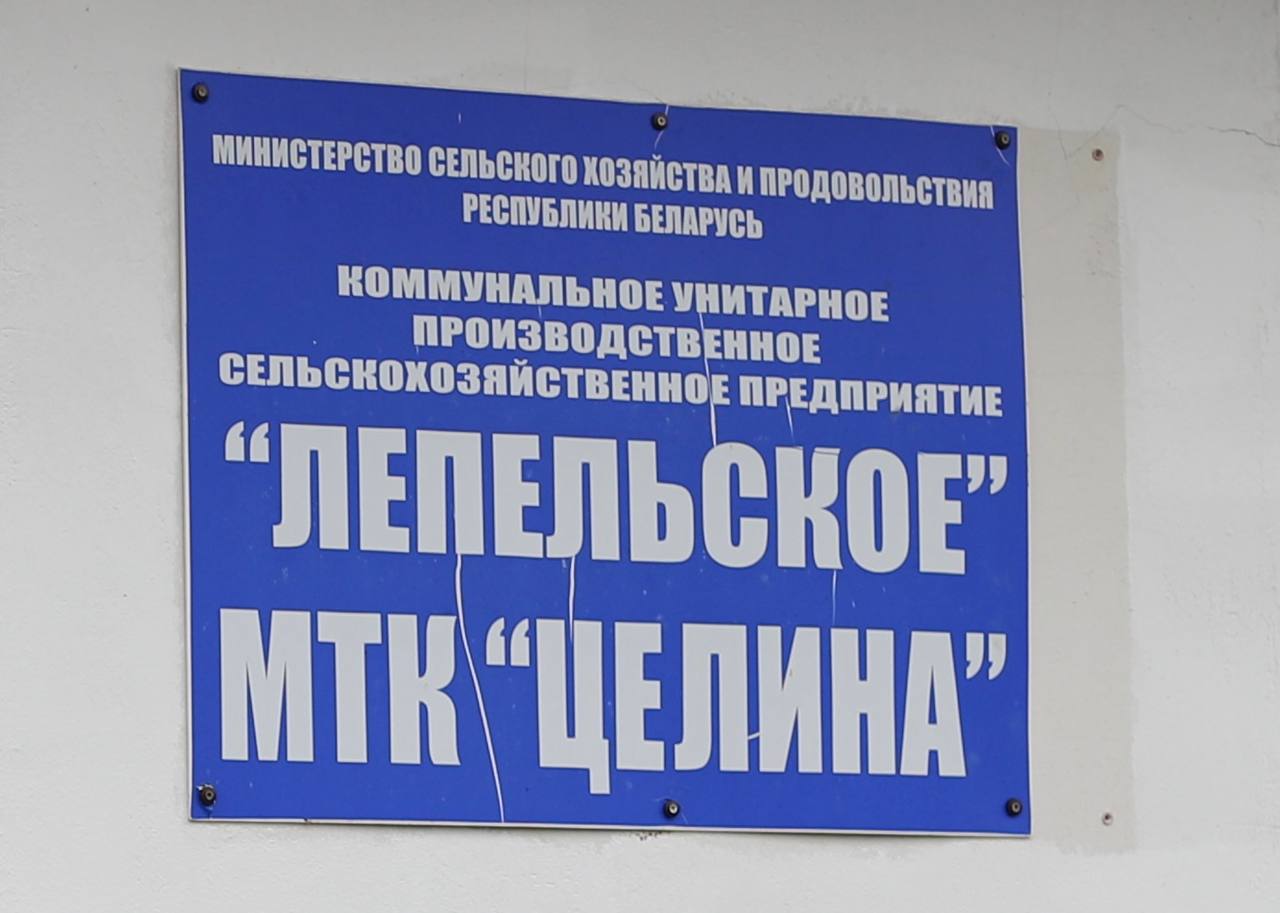 МИНИСТЕРСТВО СЕЛЬСКОГО ХОЗЯЙСТВА И ПРОДОВОЛЬСТВИЯ
РЕСПУБЛИКИ БЕЛАРУСЬ
КОММУНАЛЬНОЕ УНИТАРНОЕ
ПРОИЗВОДСТВЕННОЕ
СЕЛЬСКОХОЗЯЙСТВЕННОЕ ПРЕДПРИЯТИЕ
“ЛЕПЕЛЬСКОЕ”
МТК “ЦЕЛИНА”